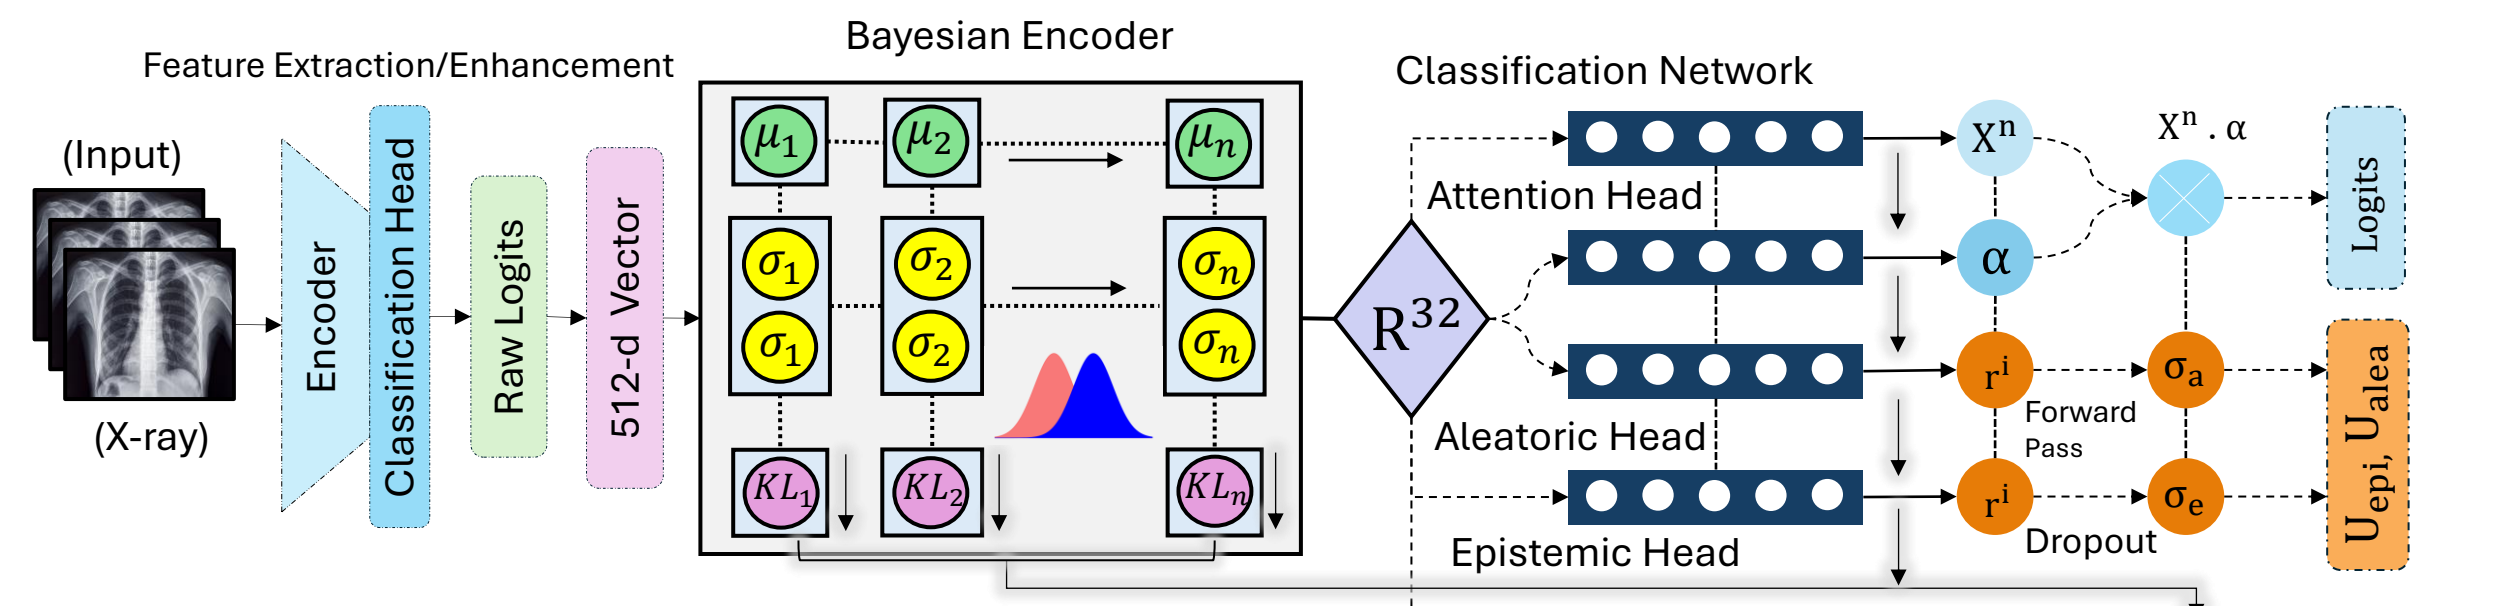 Feature Extraction/Enhancement
(Input)
(X-ray)
Encoder
Classification Head
Raw Logits
512-d Vector
Bayesian Encoder
μ₁ μ₂ μₙ
σ₁ σ₂ σₙ
σ₁ σ₂ σₙ
KL₁ KL₂ KLₙ
R³²
Classification Network
Attention Head
Aleatoric Head
Epistemic Head
Xⁿ
α
rⁱ
rⁱ
Forward
Pass
Dropout
Xⁿ . α
σₐ
σₑ
Logits
U_epi, U_alea